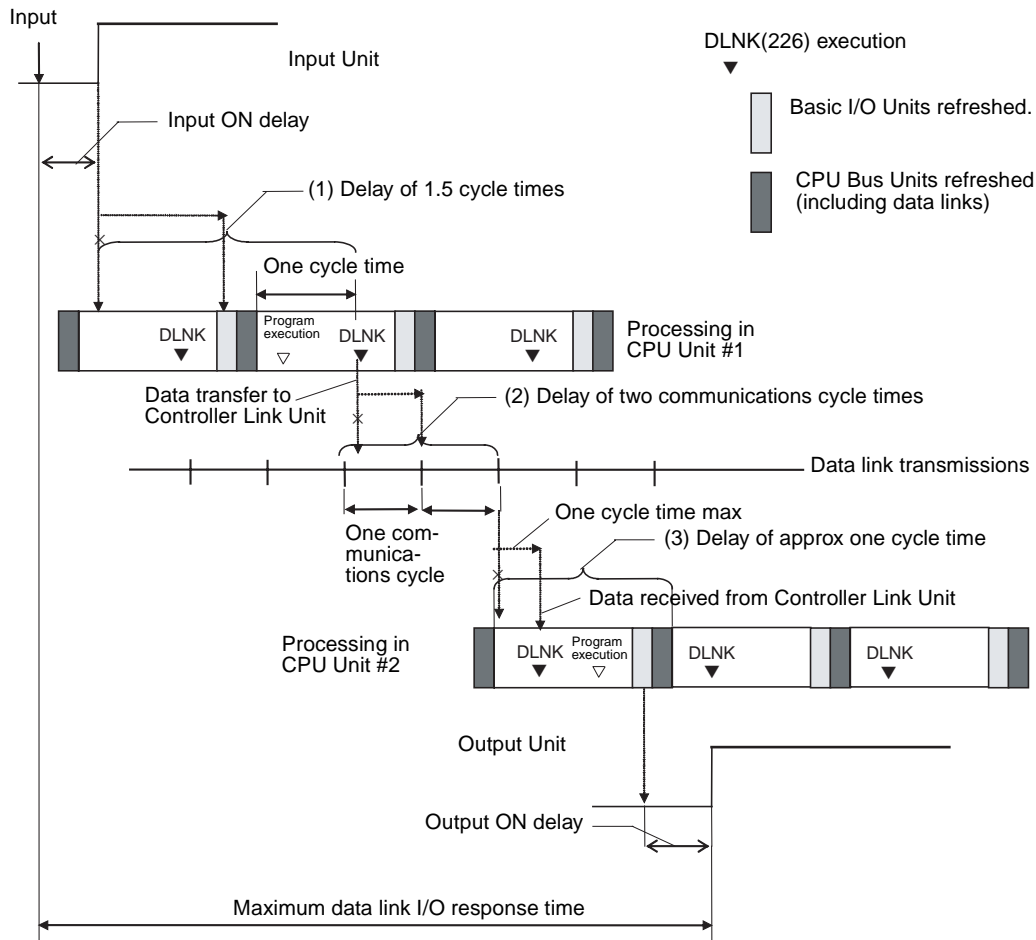 Input
Input Unit
DLNK(226) execution
Basic I/O Units refreshed.
CPU Bus Units refreshed
(including data links)
Input ON delay
(1) Delay of 1.5 cycle times
One cycle time
DLNK
Program
execution
DLNK
DLNK
Processing in
CPU Unit #1
Data transfer to
Controller Link Unit
(2) Delay of two communications cycle times
Data link transmissions
One com-
munica-
tions cycle
One cycle time max
(3) Delay of approx one cycle time
Data received from Controller Link Unit
Processing in
CPU Unit #2
DLNK
Program
execution
DLNK
DLNK
Output Unit
Output ON delay
Maximum data link I/O response time